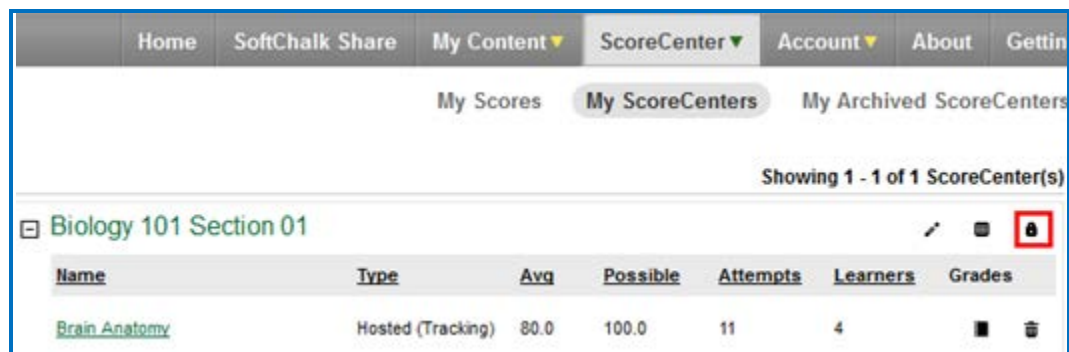 Home SoftChalk Share My Content ScoreCenter Account About Gettin
My Scores My ScoreCenters My Archived ScoreCenters
Showing 1 - 1 of 1 ScoreCenter(s)
Biology 101 Section 01
Name Type Avg Possible Attempts Learners Grades
Brain Anatomy Hosted (Tracking) 80.0 100.0 11 4